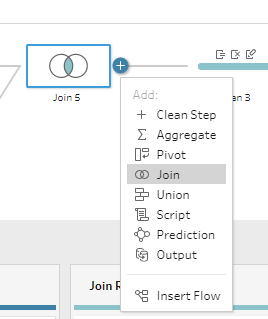 Join 5
an 3
Add:
Clean Step
Aggregate
Pivot
Join
Union
Script
Prediction
Output
Insert Flow
Join R